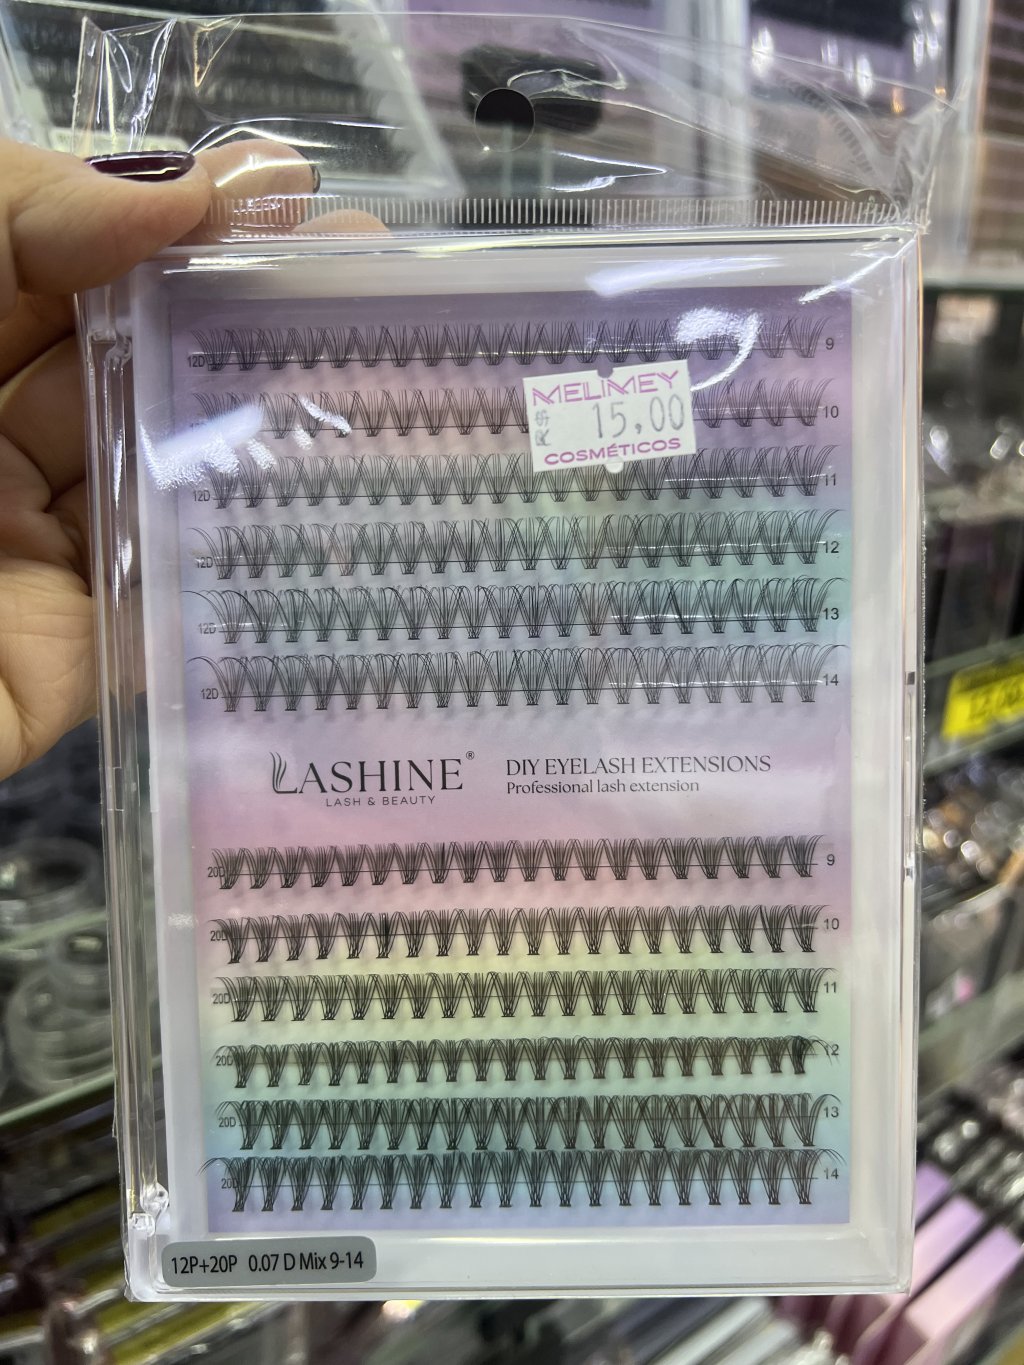 12D 9
MELIMEY
R$ 15,00
COSMÉTICOS
10
12D 11
12D 12
12D 13
12D 14
LASHINE®
LASH & BEAUTY
DIY EYELASH EXTENSIONS
Professional lash extension
20D 9
20D 10
20D 11
20D 12
20D 13
20D 14
12P+20P 0.07 D Mix 9-14